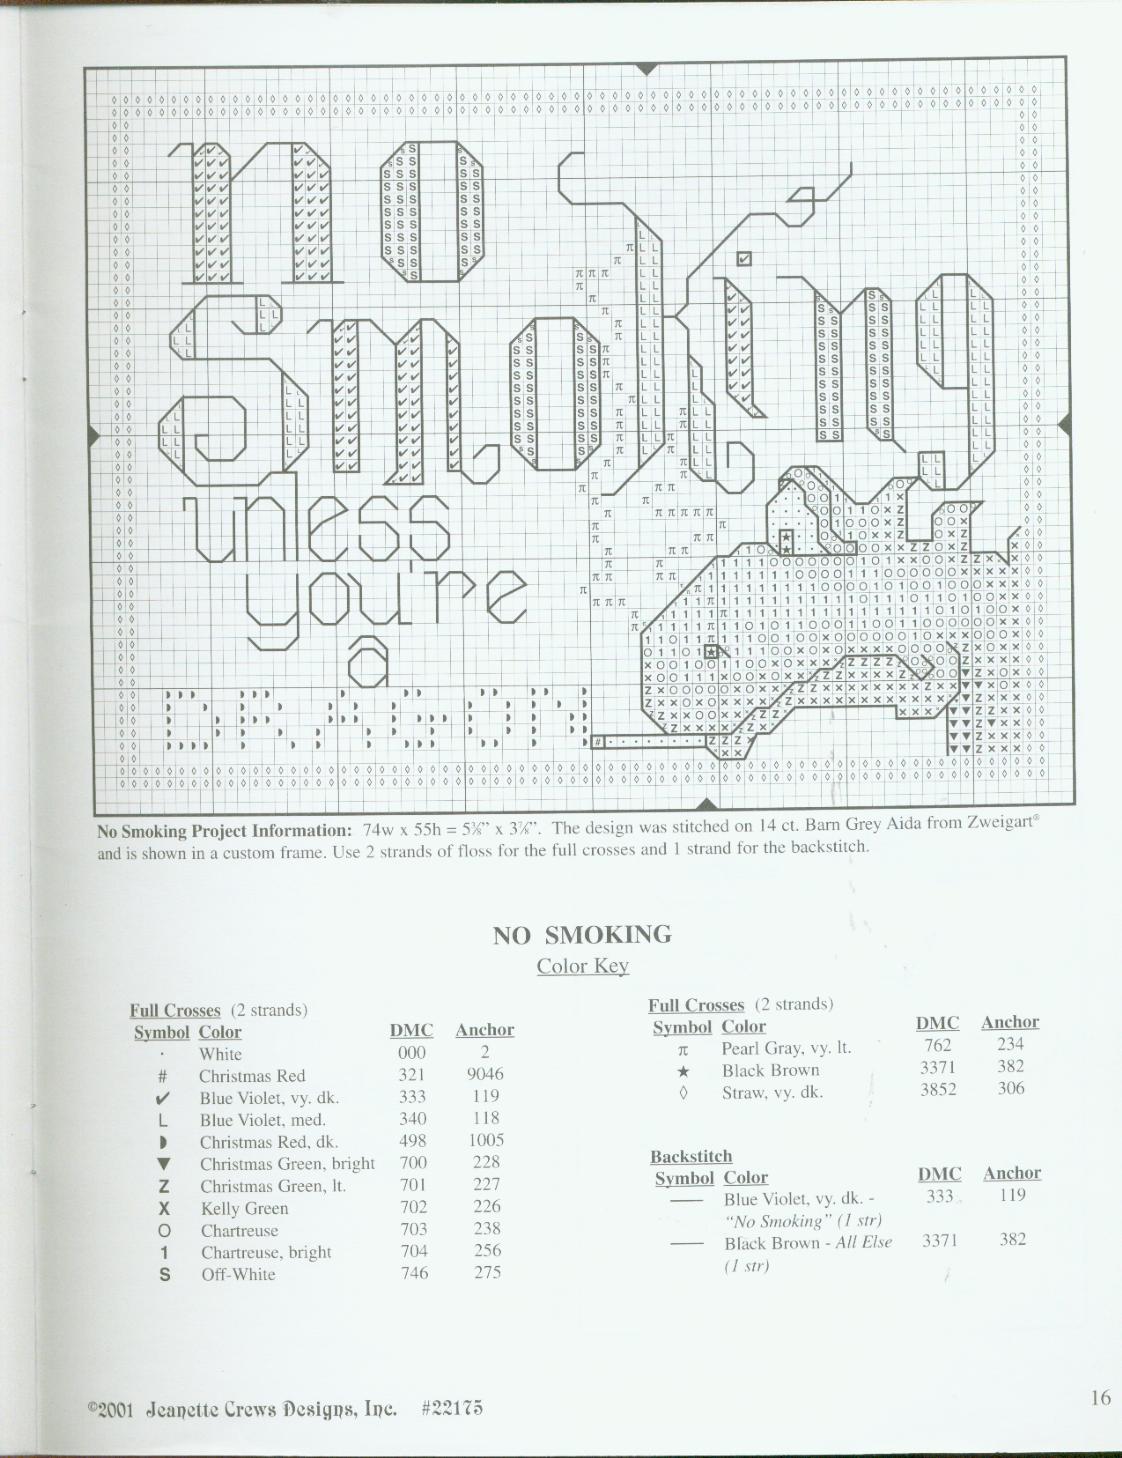 no
Smoking
unless
you're
a
DRAGON
No Smoking Project Information: 74w x 55h = 5⅜" x 3⅞". The design was stitched on 14 ct. Barn Grey Aida from Zweigart®
and is shown in a custom frame. Use 2 strands of floss for the full crosses and 1 strand for the backstitch.
NO SMOKING
Color Key
Full Crosses (2 strands)
Symbol Color DMC Anchor
· White 000 2
# Christmas Red 321 9046
✔ Blue Violet, vy. dk. 333 119
L Blue Violet, med. 340 118
◗ Christmas Red, dk. 498 1005
▼ Christmas Green, bright 700 228
Z Christmas Green, lt. 701 227
X Kelly Green 702 226
O Chartreuse 703 238
1 Chartreuse, bright 704 256
S Off-White 746 275
Full Crosses (2 strands)
Symbol Color DMC Anchor
π Pearl Gray, vy. lt. 762 234
★ Black Brown 3371 382
◊ Straw, vy. dk. 3852 306
Backstitch
Symbol Color DMC Anchor
— Blue Violet, vy. dk. - 333 119
"No Smoking" (1 str)
— Black Brown - All Else 3371 382
(1 str)
©2001 Jeanette Crews Designs, Inc. #22175
16